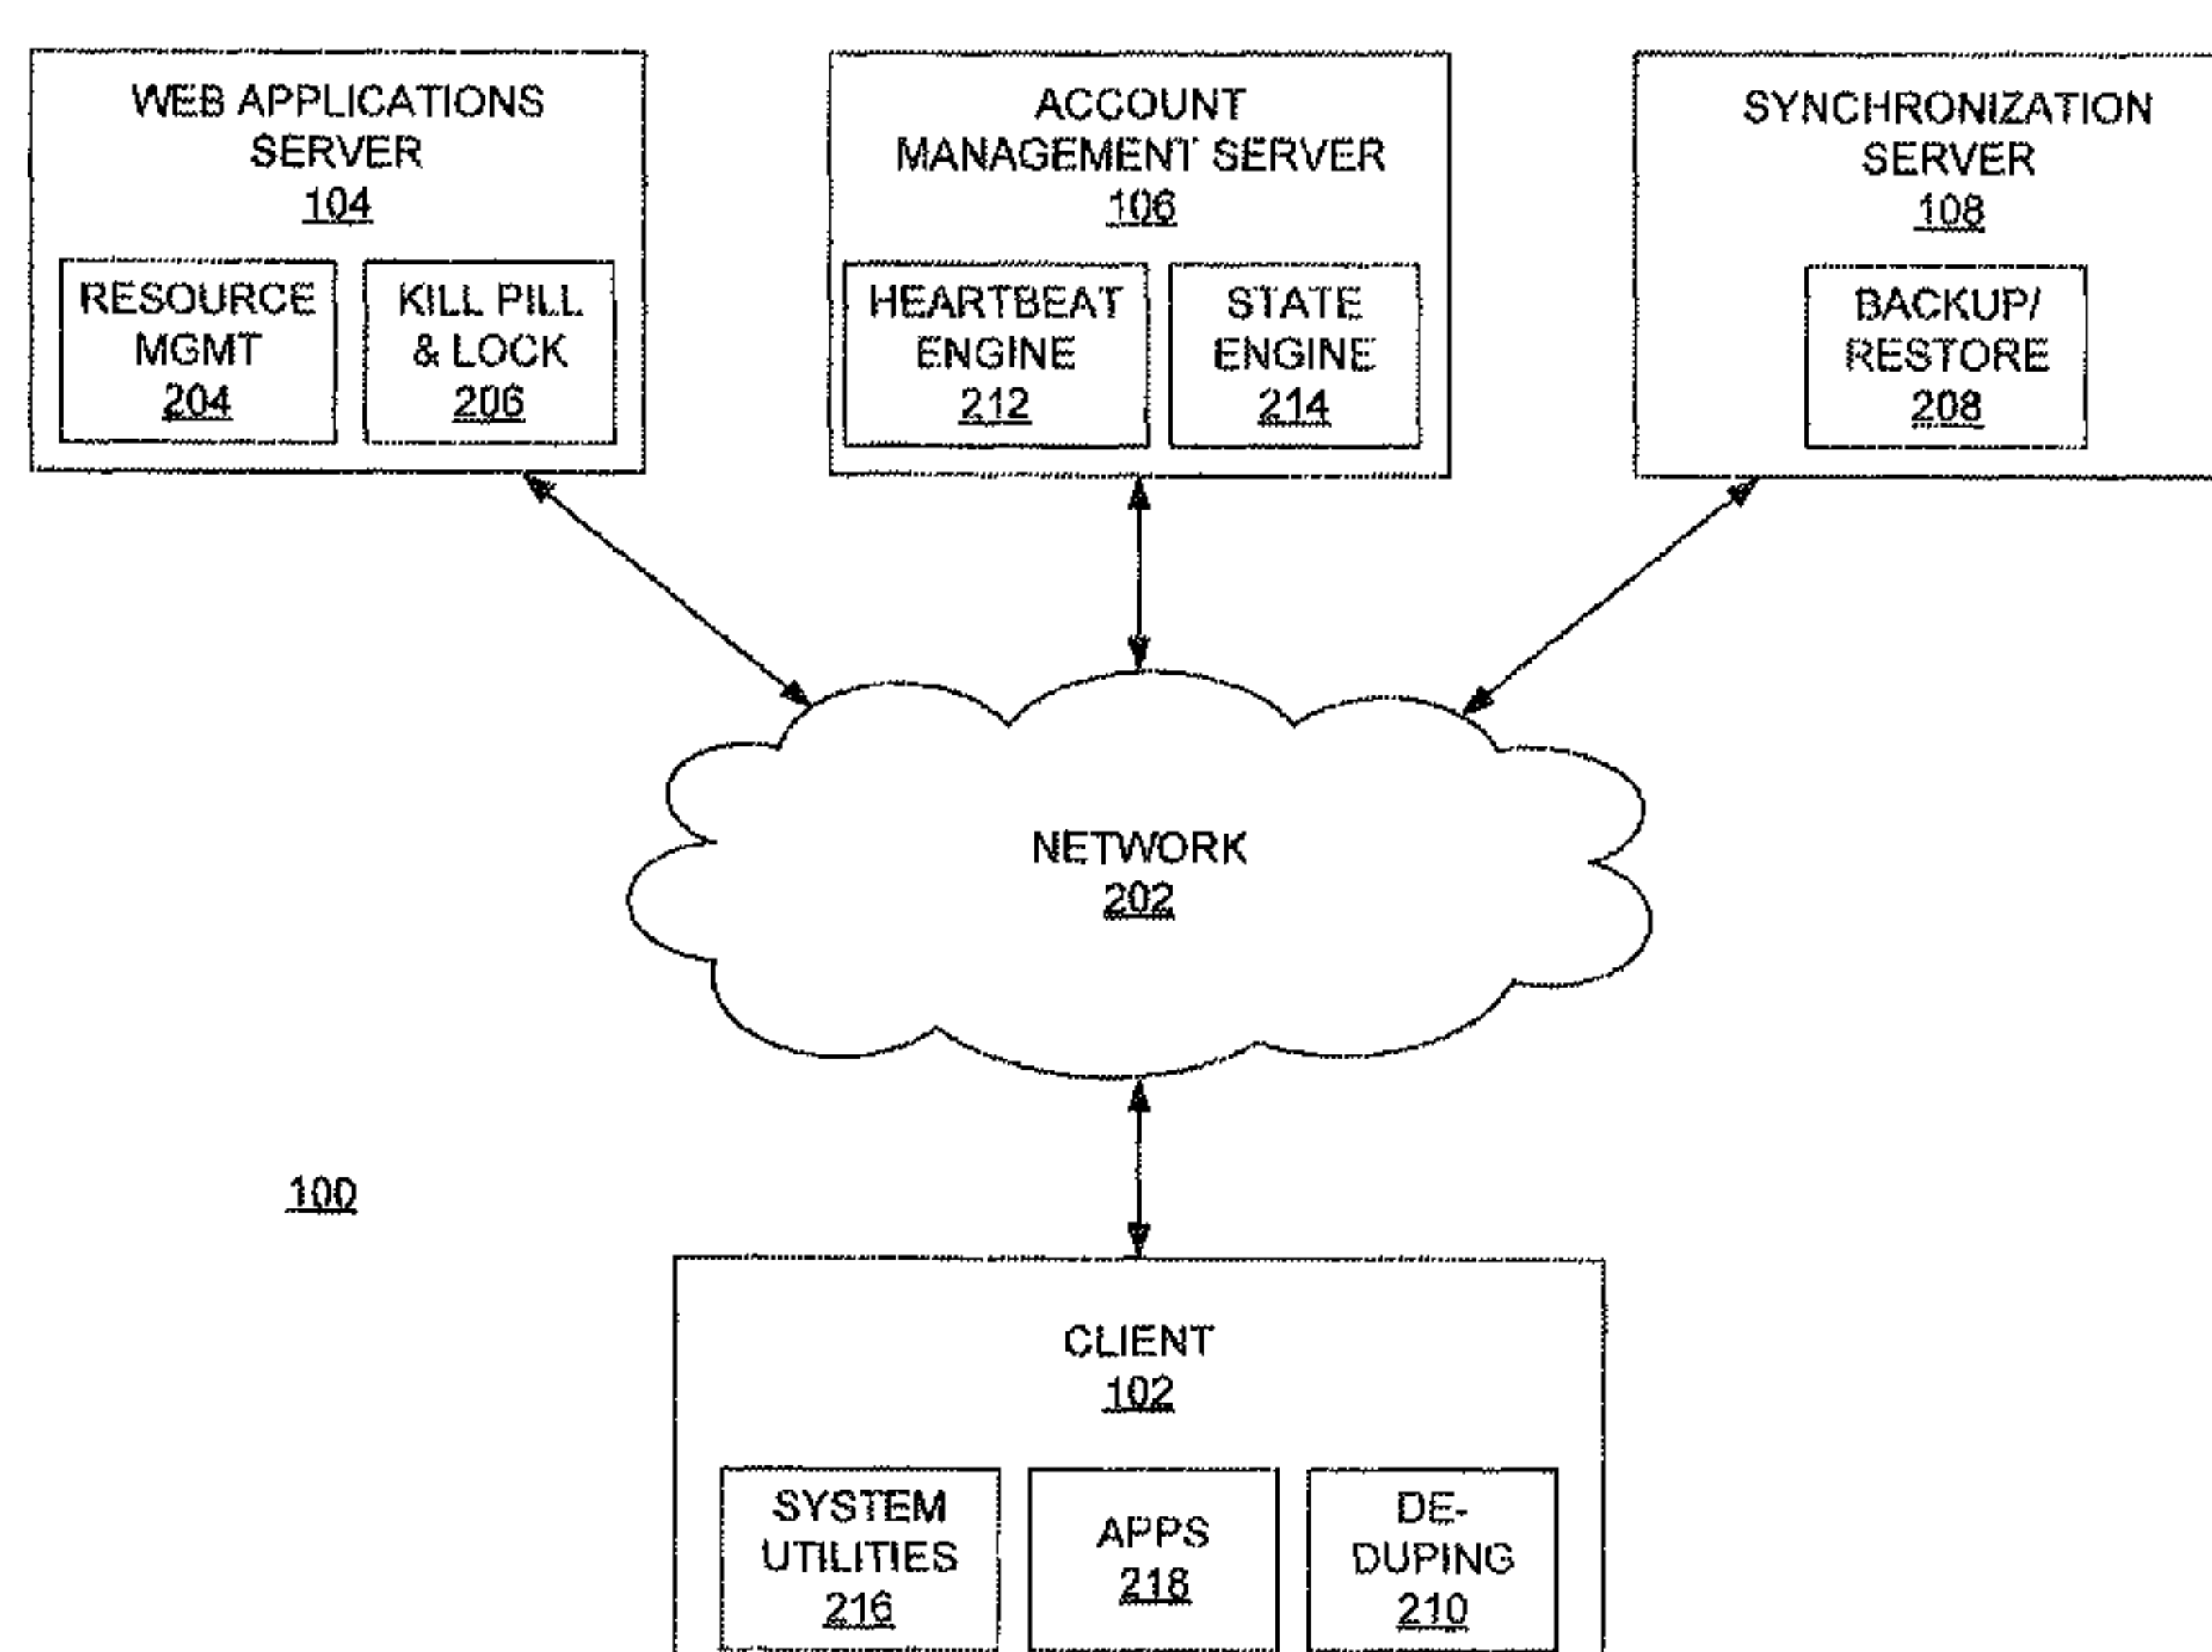 WEB APPLICATIONS
SERVER
104
RESOURCE
MGMT
204
KILL PILL
& LOCK
206
ACCOUNT
MANAGEMENT SERVER
106
HEARTBEAT
ENGINE
212
STATE
ENGINE
214
SYNCHRONIZATION
SERVER
108
BACKUP/
RESTORE
208
NETWORK
202
100
CLIENT
102
SYSTEM
UTILITIES
216
APPS
218
DE-
DUPING
210